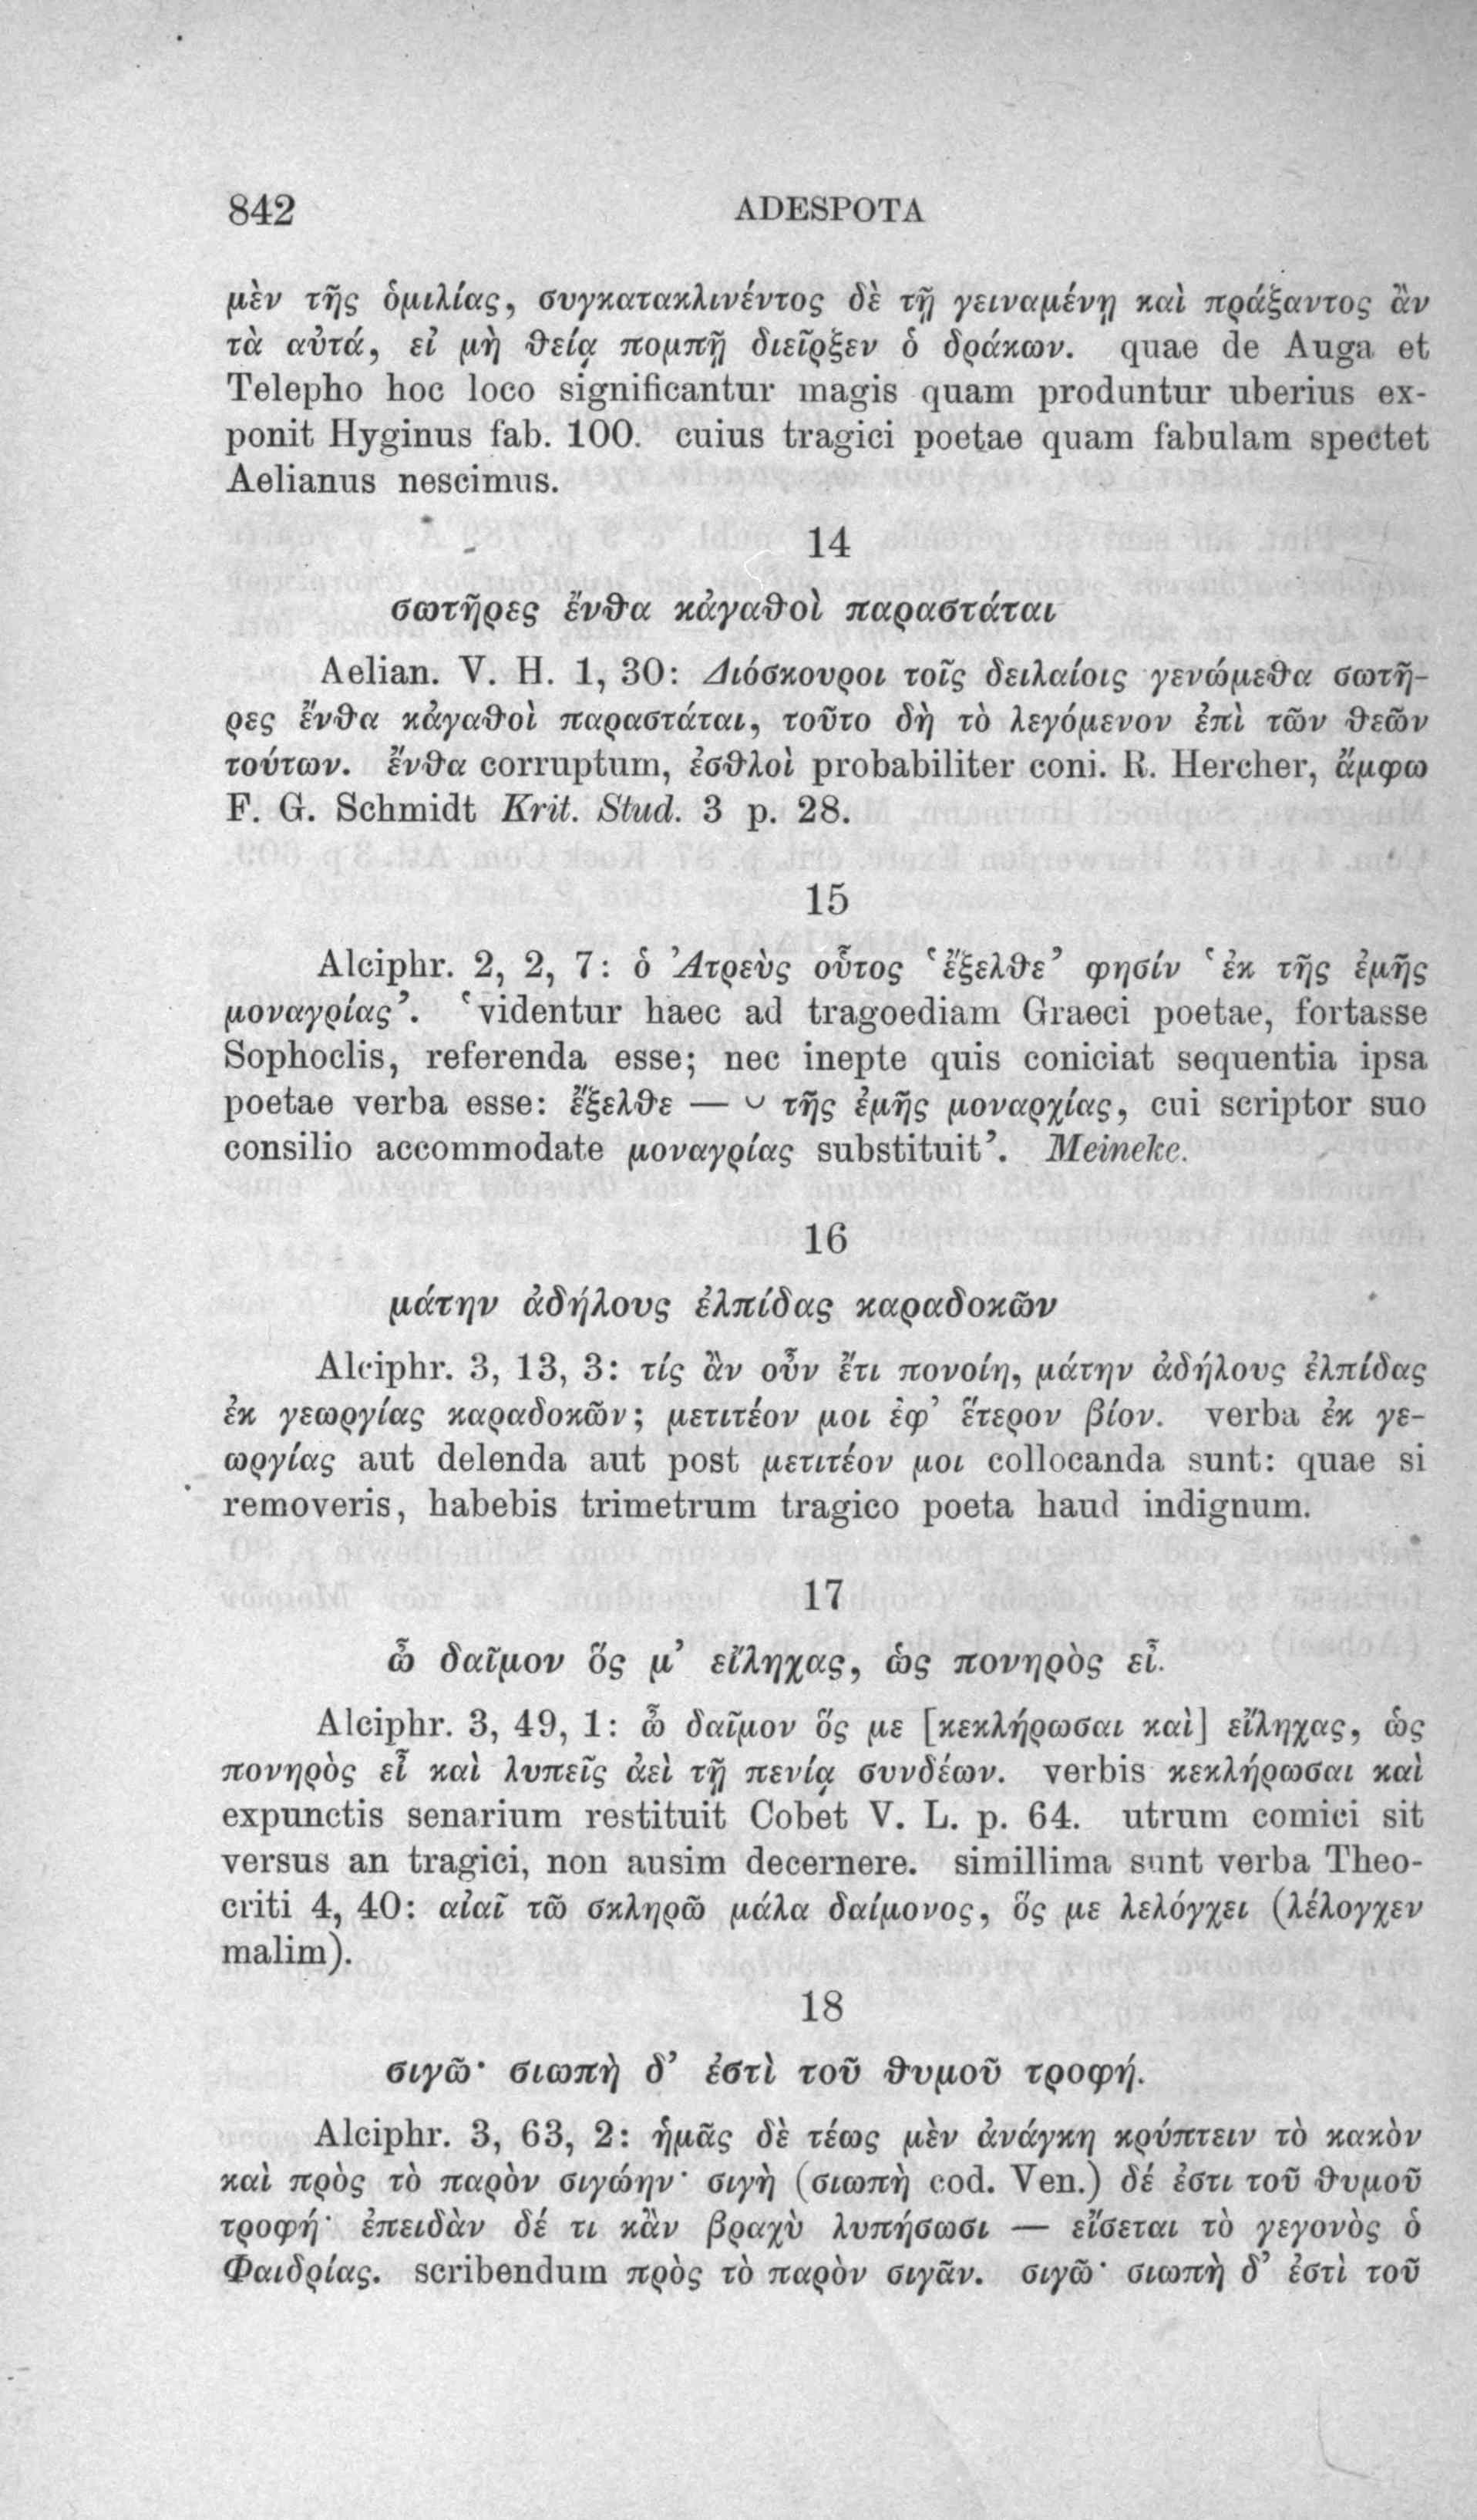 842 ADESPOTA
μὲν τῆς ὁμιλίας, συγκατακλινέντος δὲ τῇ γειναμένῃ καὶ πράξαντος ἂν
τὰ αὐτά, εἰ μὴ θείᾳ πομπῇ διεῖρξεν ὁ δράκων. quae de Auga et
Telepho hoc loco significantur magis quam produntur uberius ex-
ponit Hyginus fab. 100. cuius tragici poetae quam fabulam spectet
Aelianus nescimus.
14
σωτῆρες ἔνθα κἀγαθοὶ παραστάται
Aelian. V. H. 1, 30: Διόσκουροι τοῖς δειλαίοις γενώμεθα σωτῆ-
ρες ἔνθα κἀγαθοὶ παραστάται, τοῦτο δὴ τὸ λεγόμενον ἐπὶ τῶν θεῶν
τούτων. ἔνθα corruptum, ἐσθλοὶ probabiliter coni. R. Hercher, ἄμφω
F. G. Schmidt Krit. Stud. 3 p. 28.
15
Alciphr. 2, 2, 7: ὁ Ἀτρεὺς οὗτος ‘ἔξελθε’ φησίν ‘ἐκ τῆς ἐμῆς
μοναγρίας’. ‘videntur haec ad tragoediam Graeci poetae, fortasse
Sophoclis, referenda esse; nec inepte quis coniciat sequentia ipsa
poetae verba esse: ἔξελθε — ⏑ τῆς ἐμῆς μοναρχίας, cui scriptor suo
consilio accommodate μοναγρίας substituit’. Meineke.
16
μάτην ἀδήλους ἐλπίδας καραδοκῶν
Alciphr. 3, 13, 3: τίς ἂν οὖν ἔτι πονοίη, μάτην ἀδήλους ἐλπίδας
ἐκ γεωργίας καραδοκῶν; μετιτέον μοι ἐφ’ ἕτερον βίον. verba ἐκ γε-
ωργίας aut delenda aut post μετιτέον μοι collocanda sunt: quae si
removeris, habebis trimetrum tragico poeta haud indignum.
17
ὦ δαῖμον ὅς μ’ εἴληχας, ὡς πονηρὸς εἶ.
Alciphr. 3, 49, 1: ὦ δαῖμον ὅς με [κεκλήρωσαι καὶ] εἴληχας, ὡς
πονηρὸς εἶ καὶ λυπεῖς ἀεὶ τῇ πενίᾳ συνδέων. verbis κεκλήρωσαι καὶ
expunctis senarium restituit Cobet V. L. p. 64. utrum comici sit
versus an tragici, non ausim decernere. simillima sunt verba Theo-
criti 4, 40: αἰαῖ τῶ σκληρῶ μάλα δαίμονος, ὅς με λελόγχει (λέλογχεν
malim).
18
σιγῶ· σιωπὴ δ’ ἐστὶ τοῦ θυμοῦ τροφή.
Alciphr. 3, 63, 2: ἡμᾶς δὲ τέως μὲν ἀνάγκη κρύπτειν τὸ κακὸν
καὶ πρὸς τὸ παρὸν σιγώην· σιγὴ (σιωπὴ cod. Ven.) δέ ἐστι τοῦ θυμοῦ
τροφή· ἐπειδὰν δέ τι κἂν βραχὺ λυπήσωσι — εἴσεται τὸ γεγονὸς ὁ
Φαιδρίας. scribendum πρὸς τὸ παρὸν σιγᾶν. σιγῶ· σιωπὴ δ’ ἐστὶ τοῦ